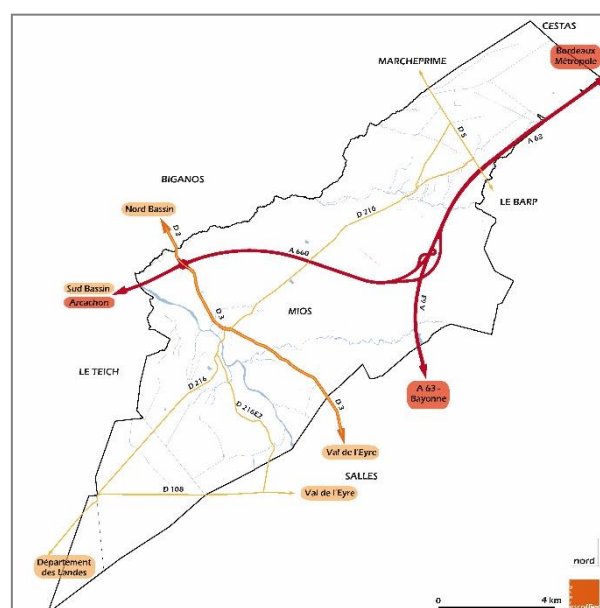 CESTAS
Bordeaux
Métropole
MARCHEPRIME
D 5
A 63
BIGANOS
LE BARP
Nord Bassin
D 216
D 3
A 660
Sud Bassin
Arcachon
D 3
MIOS
A 63
LE TEICH
D 216
A 63 -
Bayonne
D 216E2
D 3
Val de l'Eyre
SALLES
D 108
Val de l'Eyre
Département
des Landes
nord
0 4 km